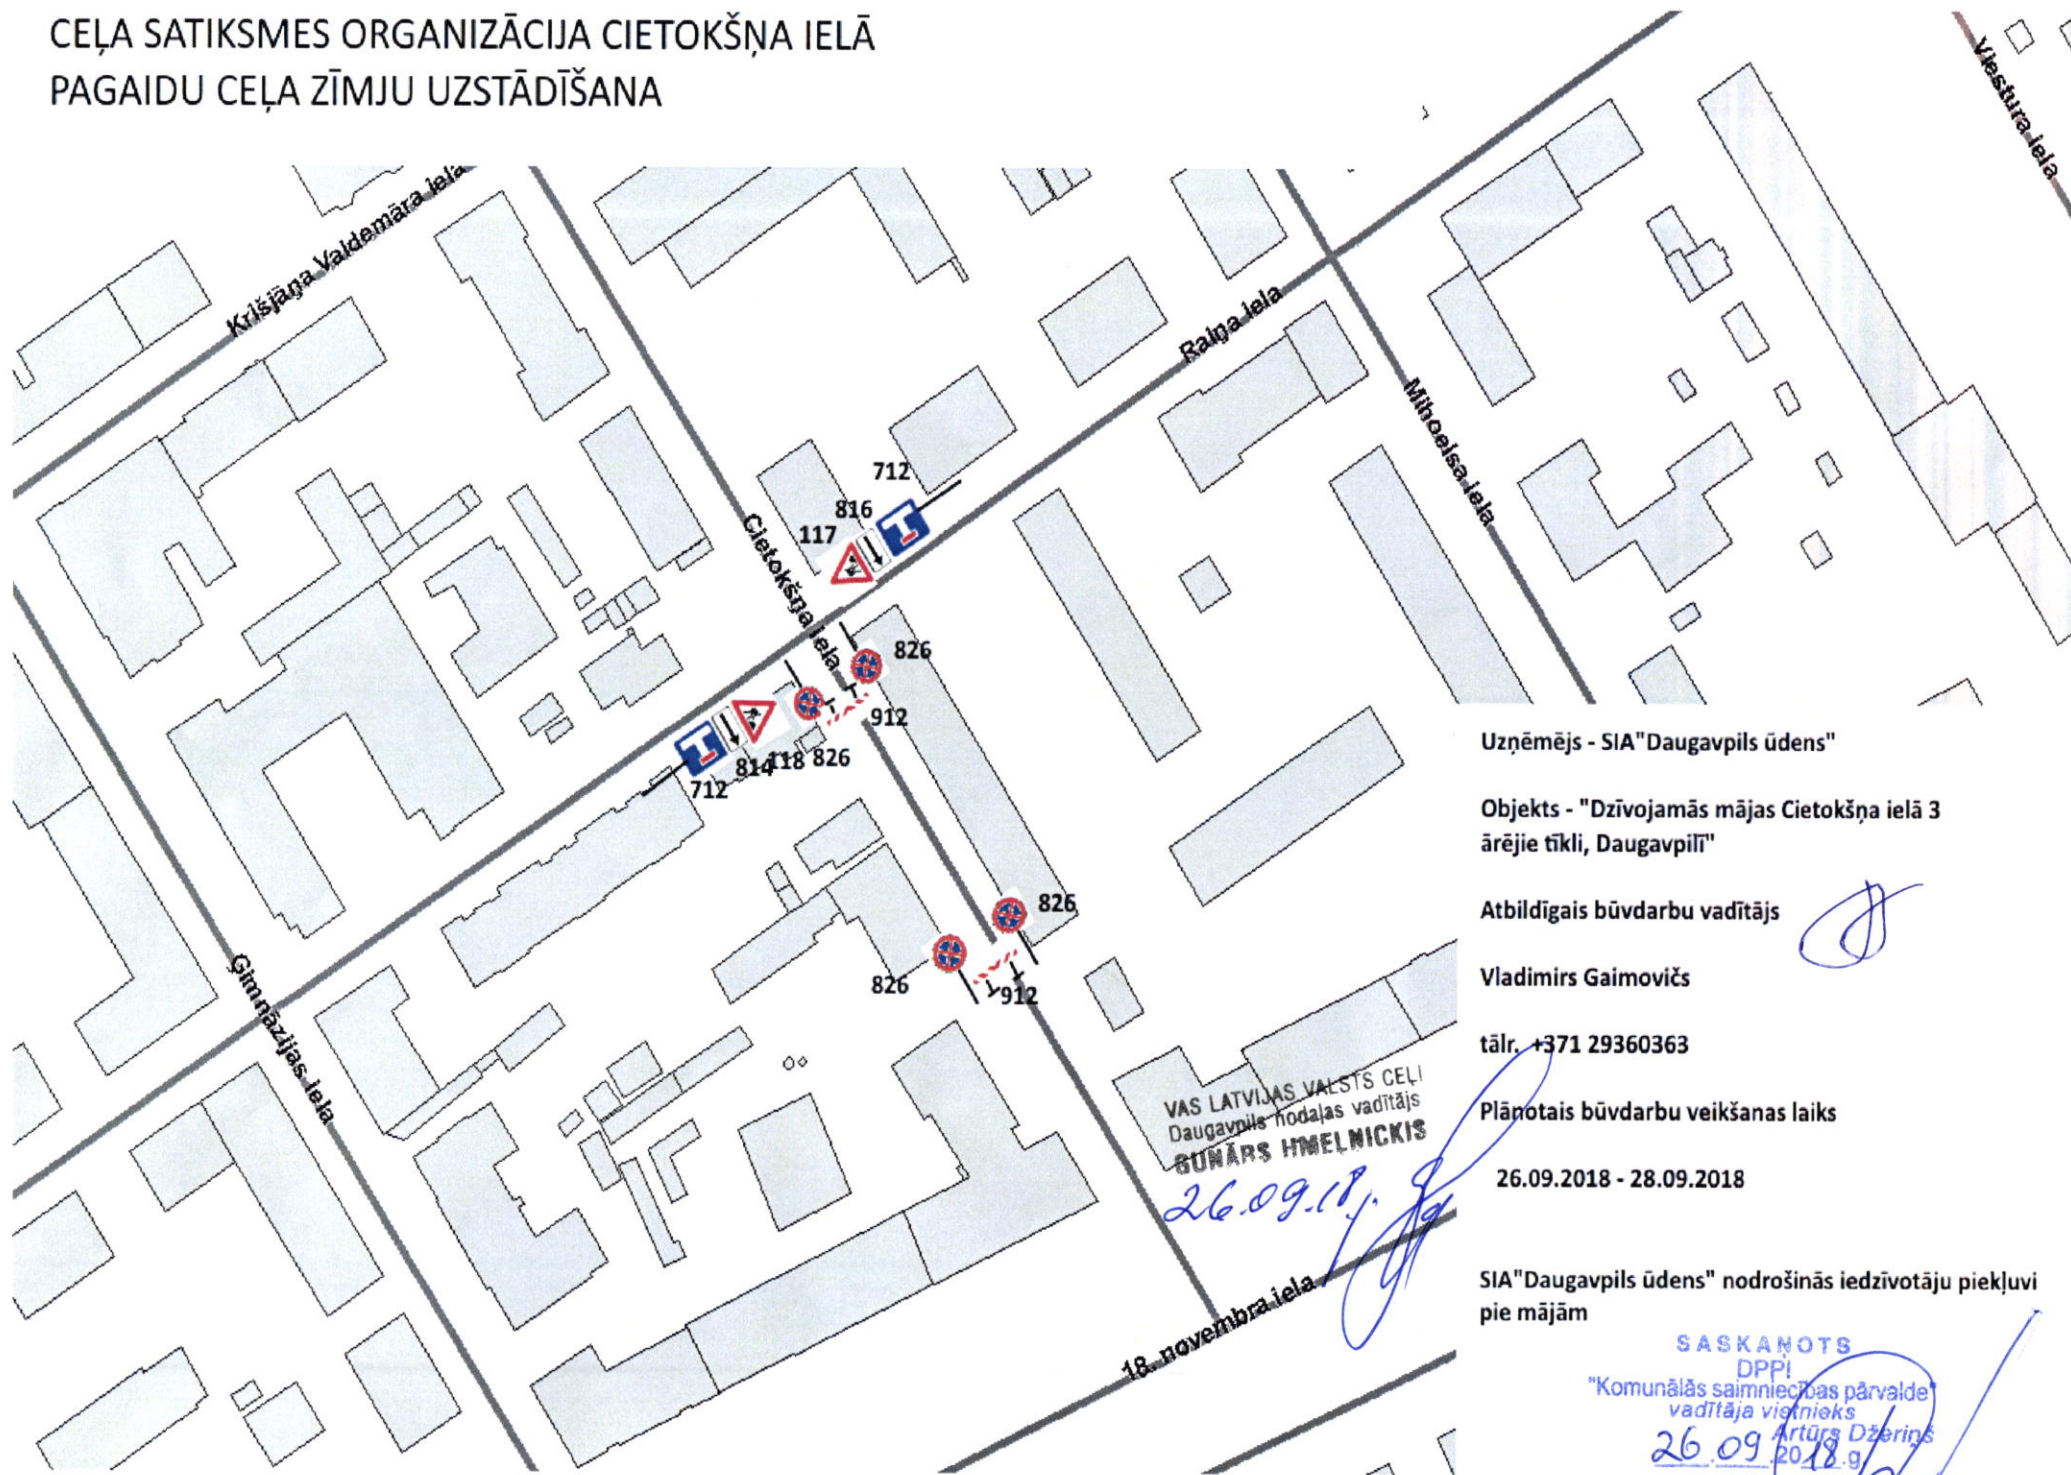 CEĻA SATIKSMES ORGANIZĀCIJA CIETOKŠŅA IELĀ
PAGAIDU CEĻA ZĪMJU UZSTĀDĪŠANA
Viestura iela
Krišjāņa Valdemāra iela
Raiņa iela
Mihoelsa iela
Cietokšņa iela
712
816
117
826
912
118 826
814
712
826
826
912
Ģimnāzijas iela
18. novembra iela
Uzņēmējs - SIA"Daugavpils ūdens"
Objekts - "Dzīvojamās mājas Cietokšņa ielā 3
ārējie tīkli, Daugavpilī"
Atbildīgais būvdarbu vadītājs
Vladimirs Gaimovičs
tālr. +371 29360363
Plānotais būvdarbu veikšanas laiks
26.09.2018 - 28.09.2018
SIA"Daugavpils ūdens" nodrošinās iedzīvotāju piekļuvi
pie mājām
VAS LATVIJAS VALSTS CEĻI
Daugavpils nodaļas vadītājs
GUNĀRS HMELNICKIS
26.09.18.
SASKAŅOTS
DPPI
"Komunālās saimniecības pārvalde"
vadītāja vietnieks
Artūrs Džeriņš
26.09 2018.g.